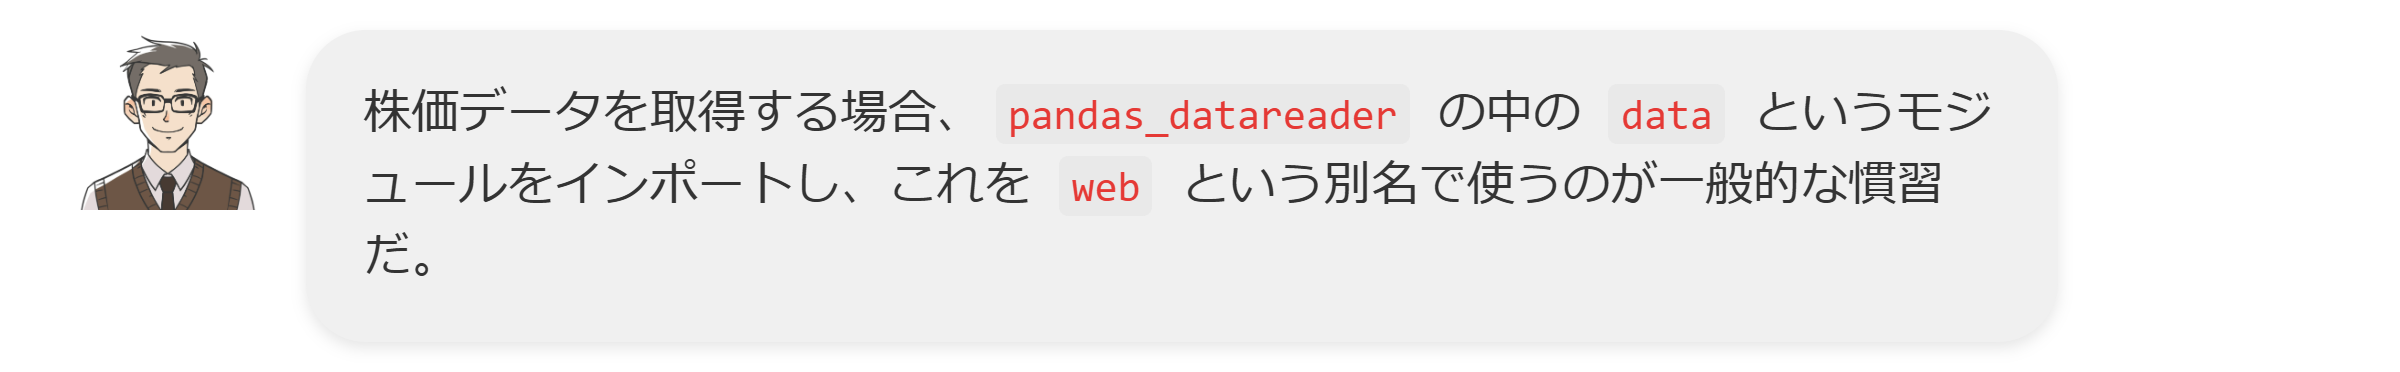 株価データを取得する場合、 pandas_datareader の中の data というモジ
ュールをインポートし、これを web という別名で使うのが一般的な慣習
だ。